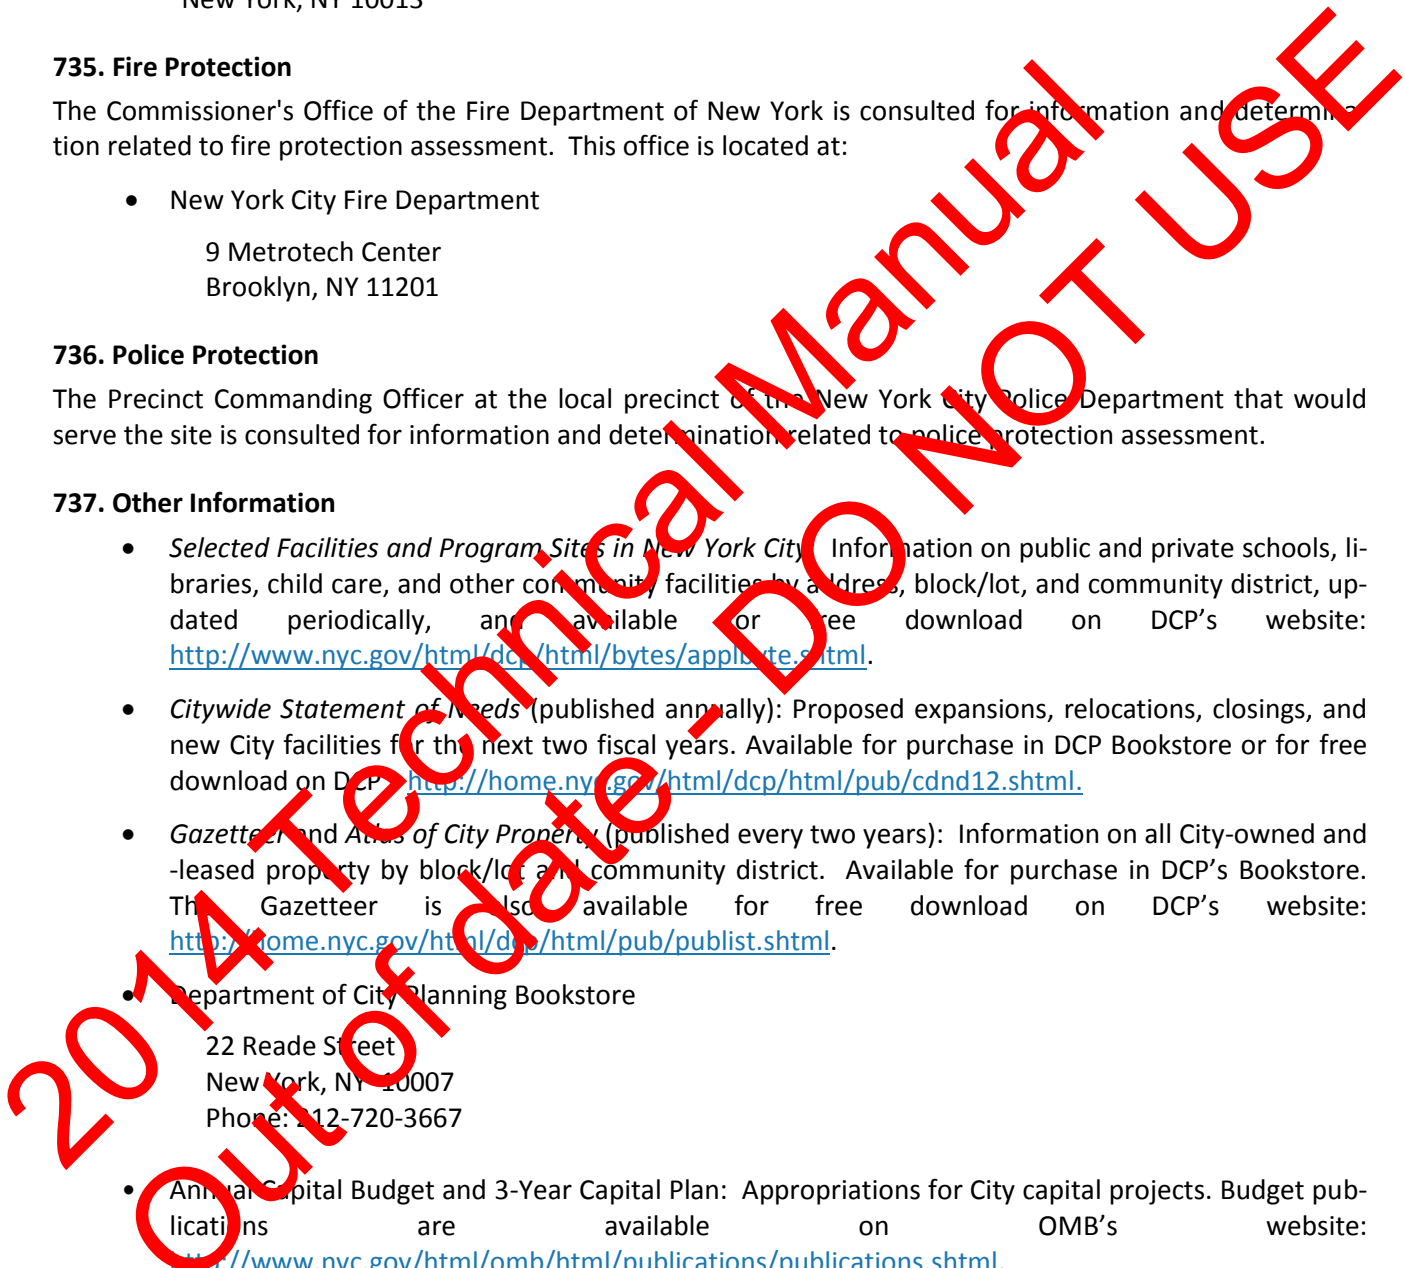 New York, NY 10013
735. Fire Protection
The Commissioner's Office of the Fire Department of New York is consulted for information and determina-
tion related to fire protection assessment. This office is located at:
• New York City Fire Department
9 Metrotech Center
Brooklyn, NY 11201
736. Police Protection
The Precinct Commanding Officer at the local precinct of the New York City Police Department that would
serve the site is consulted for information and determination related to police protection assessment.
737. Other Information
• Selected Facilities and Program Sites in New York City: Information on public and private schools, li-
braries, child care, and other community facilities by address, block/lot, and community district, up-
dated periodically, and available for free download on DCP's website:
http://www.nyc.gov/html/dcp/html/bytes/applbyte.shtml.
• Citywide Statement of Needs (published annually): Proposed expansions, relocations, closings, and
new City facilities for the next two fiscal years. Available for purchase in DCP Bookstore or for free
download on DCP http://home.nyc.gov/html/dcp/html/pub/cdnd12.shtml.
• Gazetteer and Atlas of City Property (published every two years): Information on all City-owned and
-leased property by block/lot and community district. Available for purchase in DCP's Bookstore.
The Gazetteer is also available for free download on DCP's website:
http://home.nyc.gov/html/dcp/html/pub/publist.shtml.
• Department of City Planning Bookstore
22 Reade Street
New York, NY 10007
Phone: 212-720-3667
• Annual Capital Budget and 3-Year Capital Plan: Appropriations for City capital projects. Budget pub-
lications are available on OMB's website:
http://www.nyc.gov/html/omb/html/publications/publications.shtml.
2014 Technical Manual
Out of date - DO NOT USE